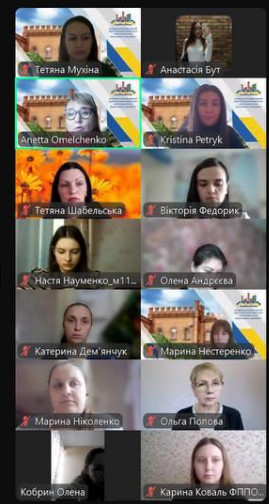 Тетяна Мухіна
Анастасія Бут
Anetta Omelchenko
Kristina Petryk
Тетяна Шабельська
Вікторія Федорик
Настя Науменко_м11...
Олена Андрєєва
Катерина Дем'янчук
Марина Нестеренко...
Марина Ніколенко
Ольга Попова
Кобрин Олена
Карина Коваль ФППО...